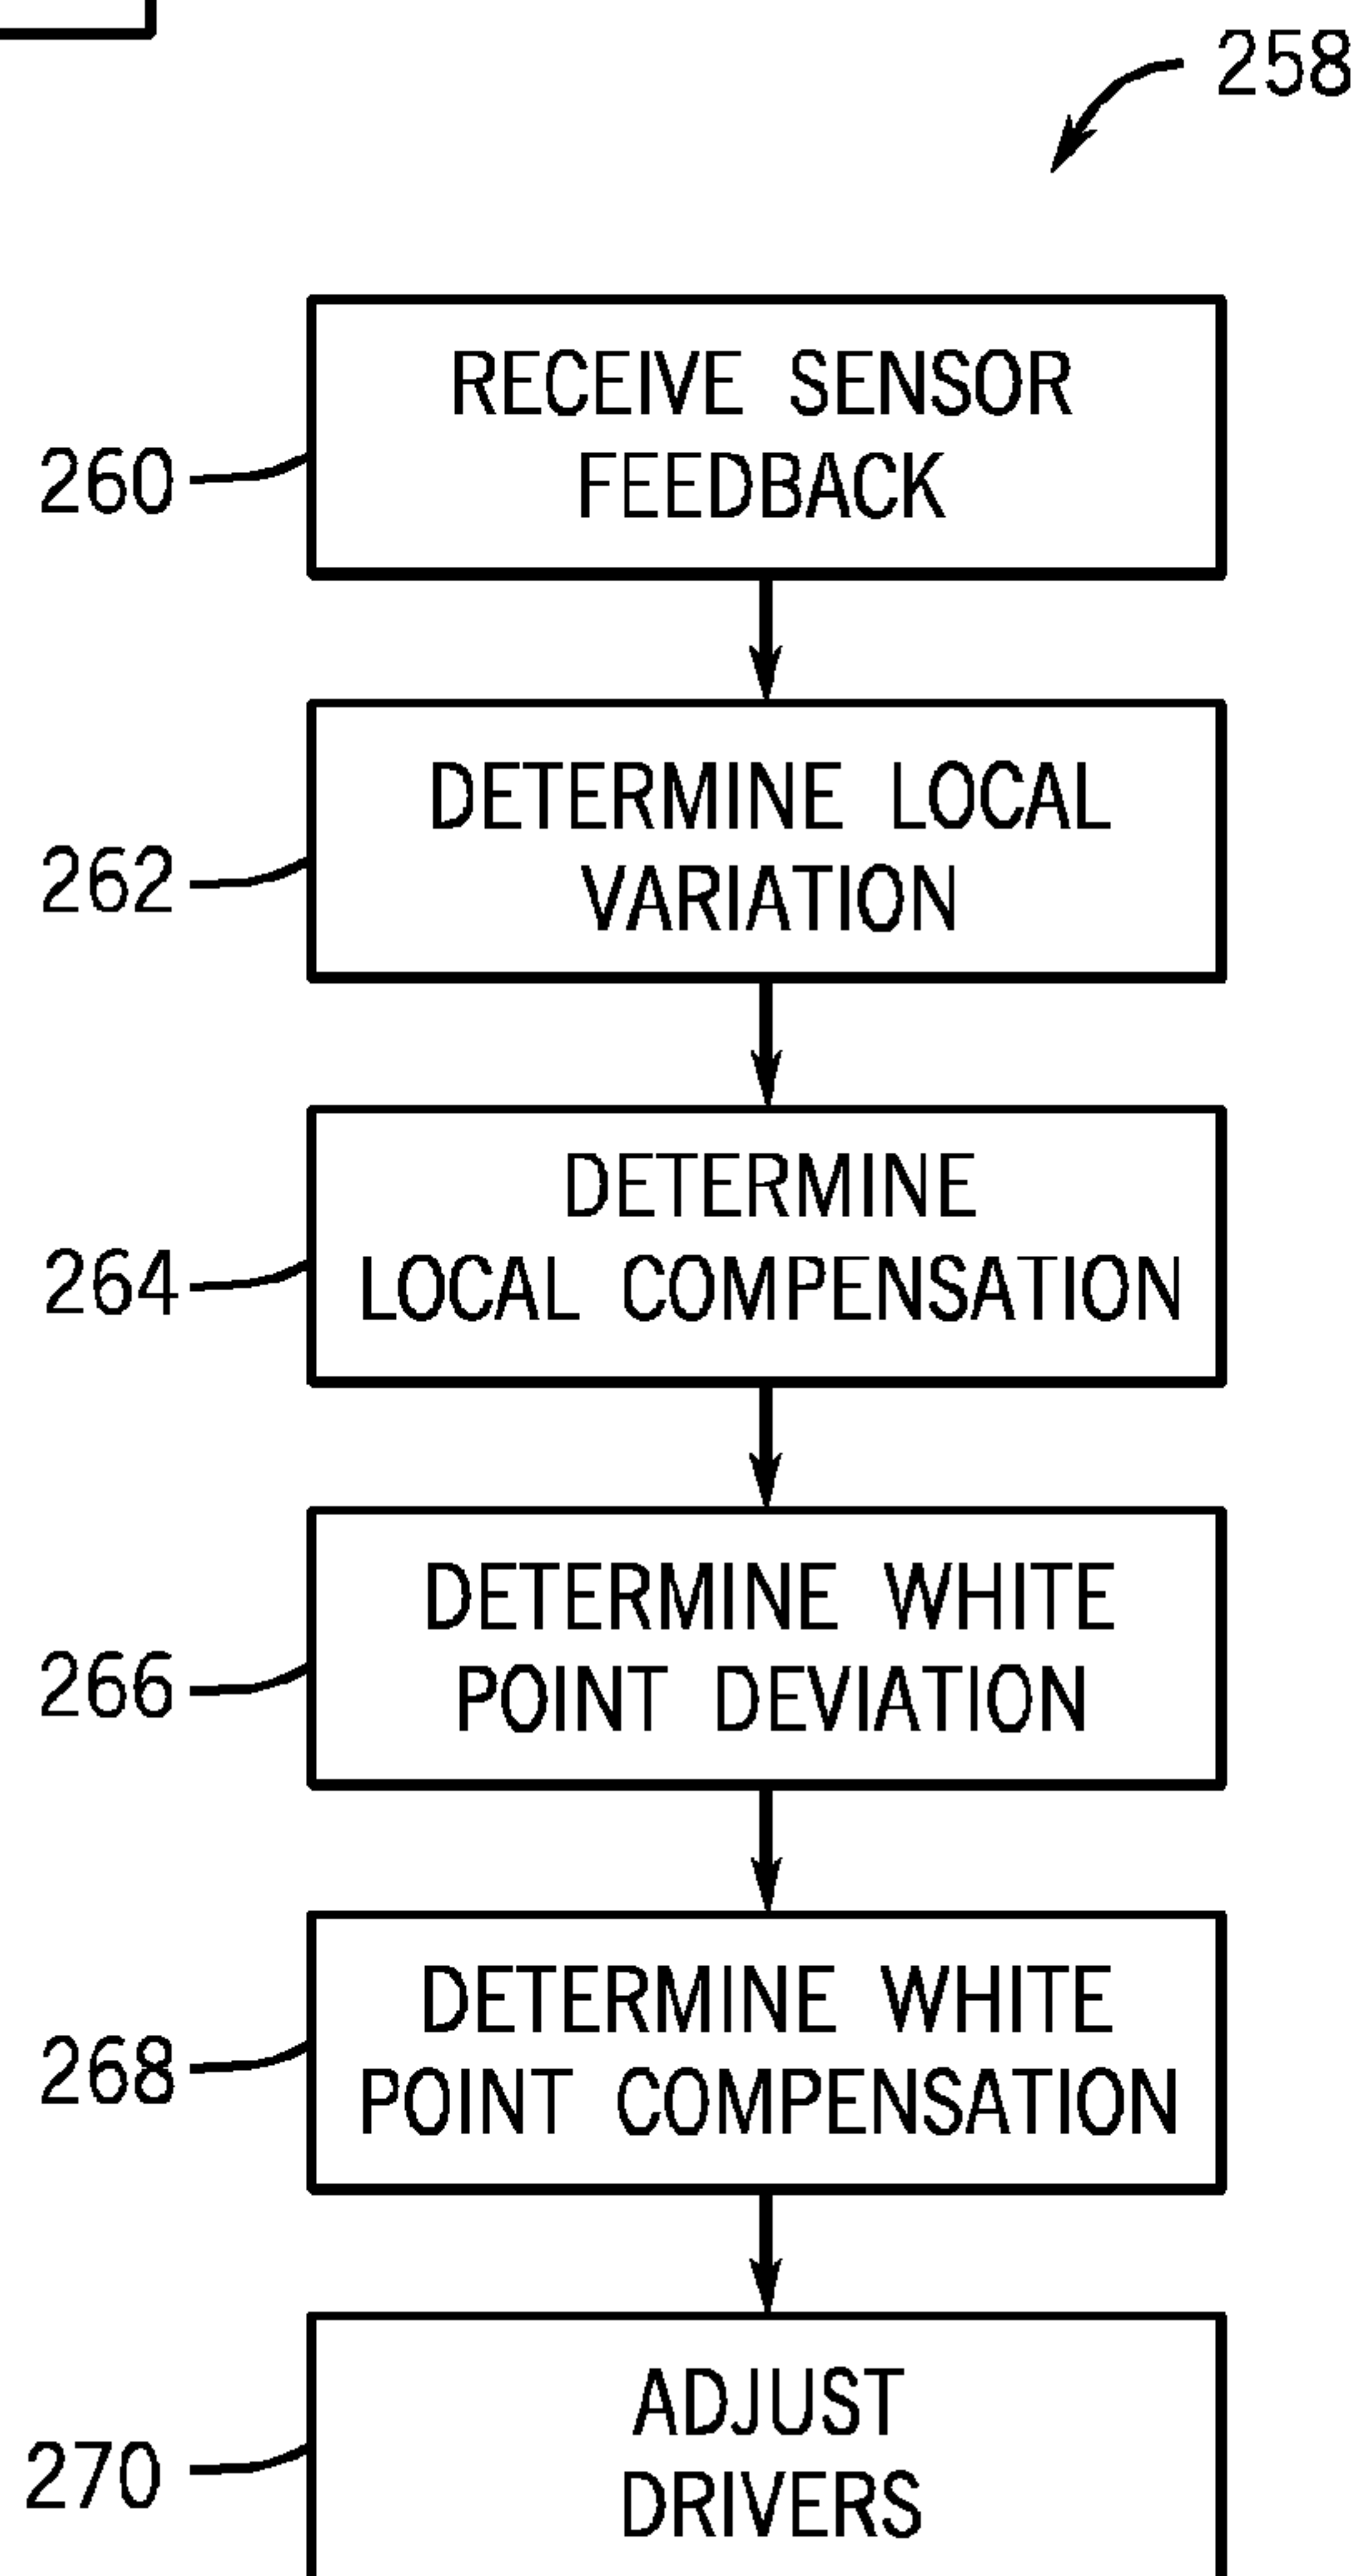 258
RECEIVE SENSOR
FEEDBACK
260
DETERMINE LOCAL
VARIATION
262
DETERMINE
LOCAL COMPENSATION
264
DETERMINE WHITE
POINT DEVIATION
266
DETERMINE WHITE
POINT COMPENSATION
268
ADJUST
DRIVERS
270